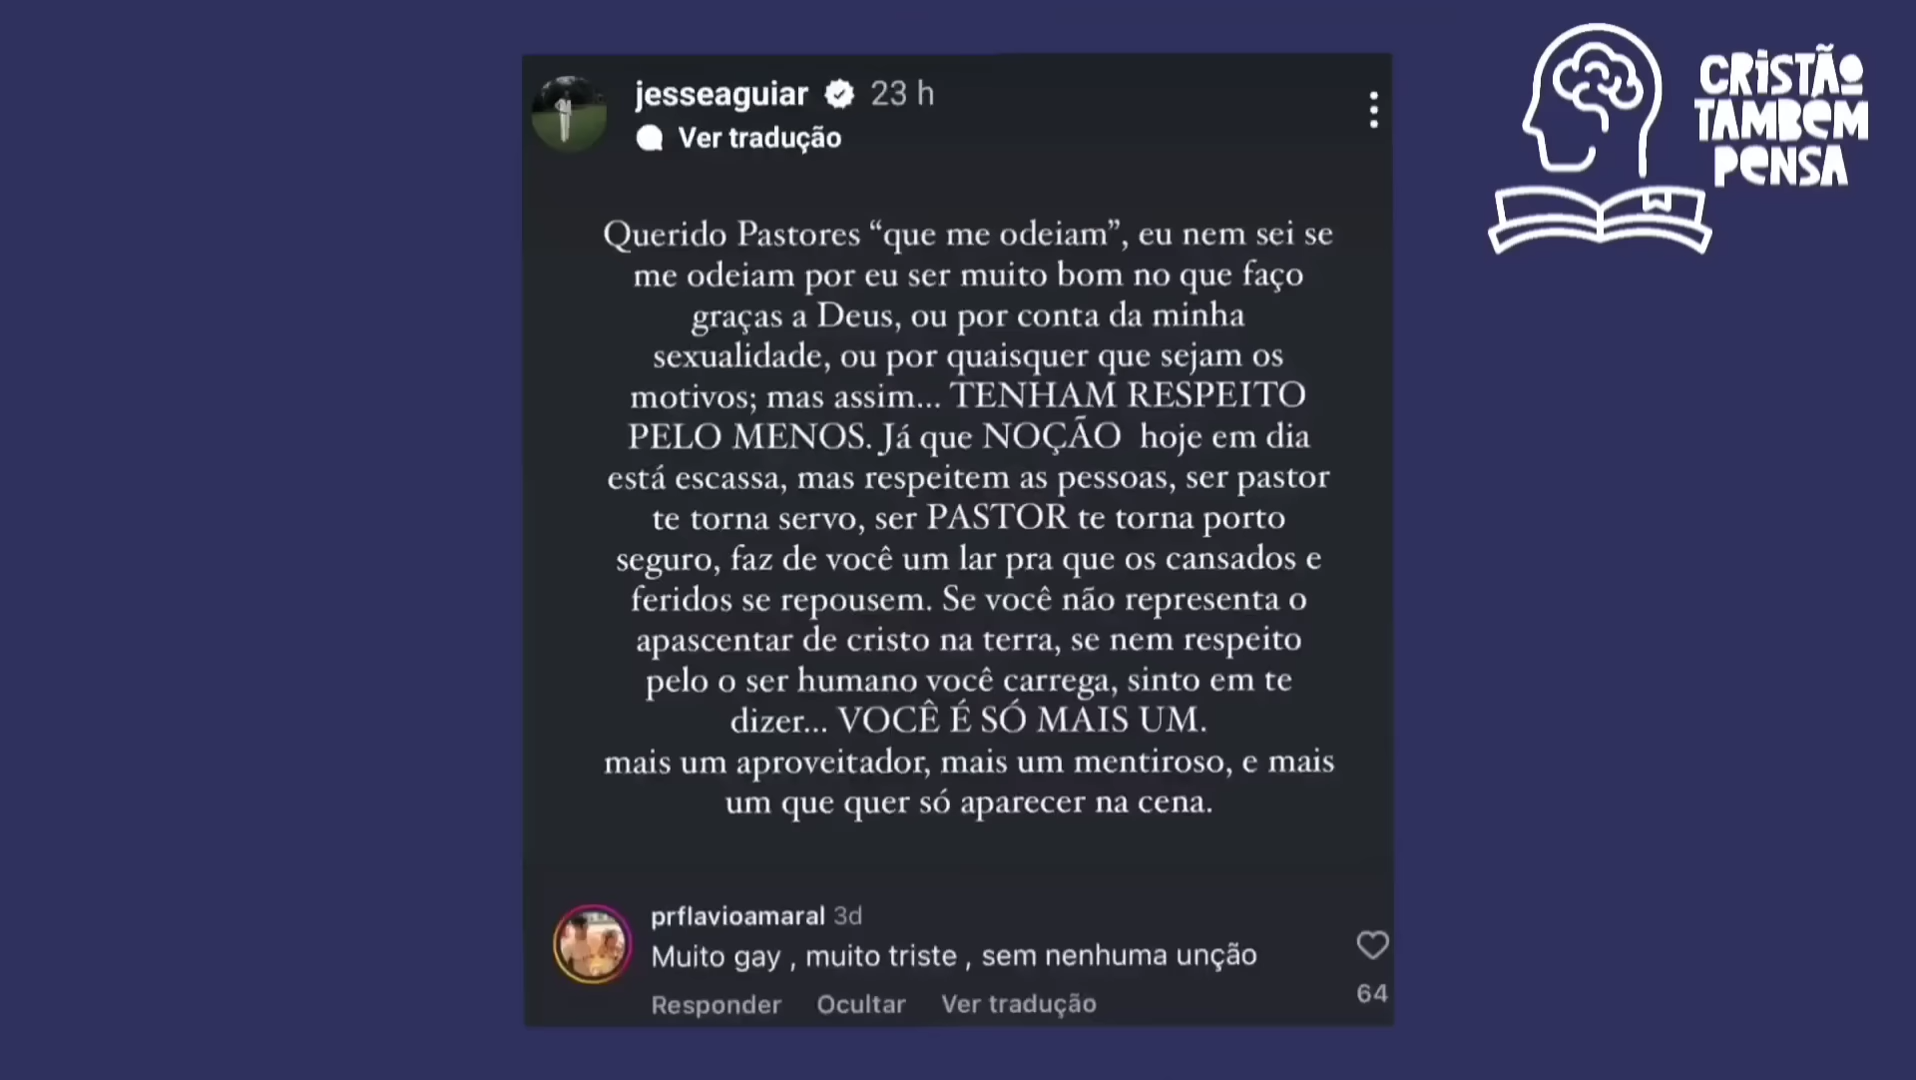 jesseaguiar 23 h
Ver tradução
CRISTÃO
TAMBÉM
PENSA
Querido Pastores “que me odeiam”, eu nem sei se
me odeiam por eu ser muito bom no que faço
graças a Deus, ou por conta da minha
sexualidade, ou por quaisquer que sejam os
motivos; mas assim... TENHAM RESPEITO
PELO MENOS. Já que NOÇÃO hoje em dia
está escassa, mas respeitem as pessoas, ser pastor
te torna servo, ser PASTOR te torna porto
seguro, faz de você um lar pra que os cansados e
feridos se repousem. Se você não representa o
apascentar de cristo na terra, se nem respeito
pelo o ser humano você carrega, sinto em te
dizer... VOCÊ É SÓ MAIS UM.
mais um aproveitador, mais um mentiroso, e mais
um que quer só aparecer na cena.
prflavioamaral 3d
Muito gay , muito triste , sem nenhuma unção
Responder Ocultar Ver tradução
64